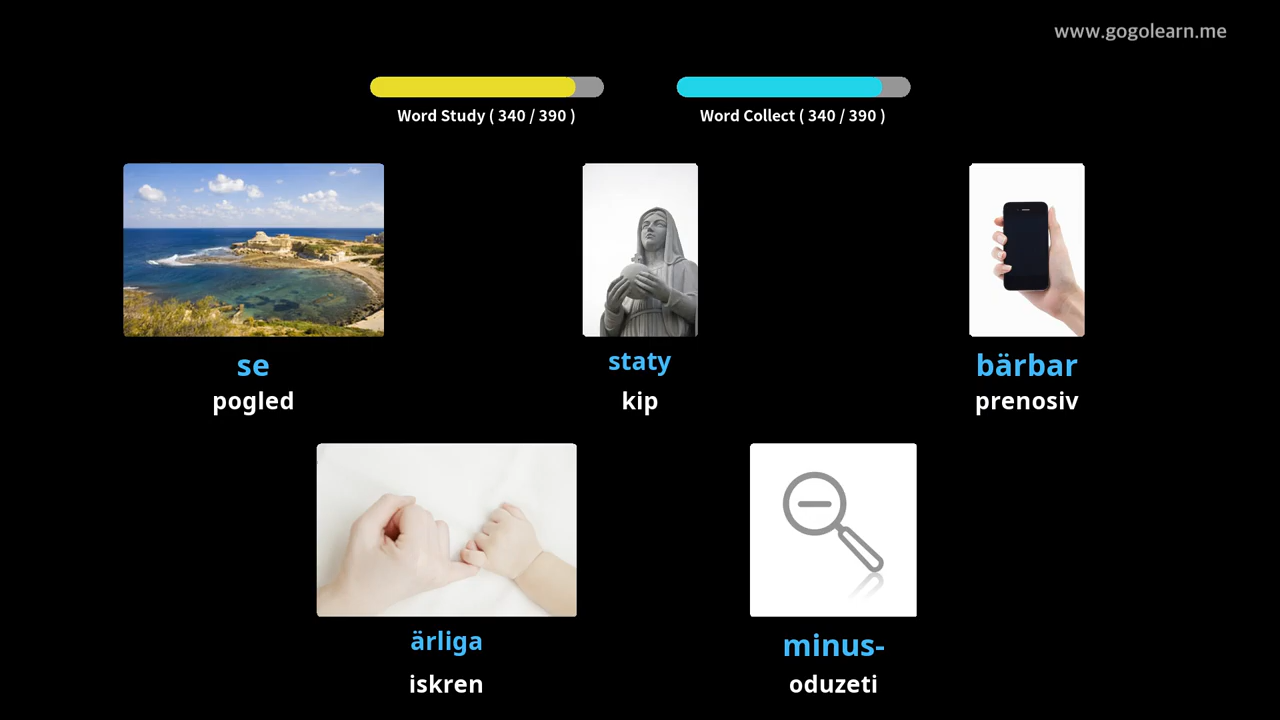 www.gogolearn.me
Word Study ( 340 / 390 )
Word Collect ( 340 / 390 )
se
pogled
staty
kip
bärbar
prenosiv
ärliga
iskren
minus-
oduzeti